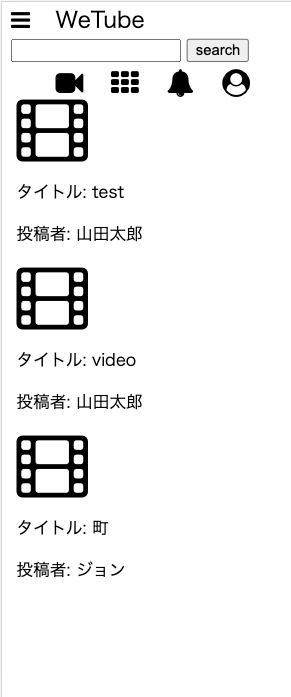 WeTube
search
タイトル: test
投稿者: 山田太郎
タイトル: video
投稿者: 山田太郎
タイトル: 町
投稿者: ジョン